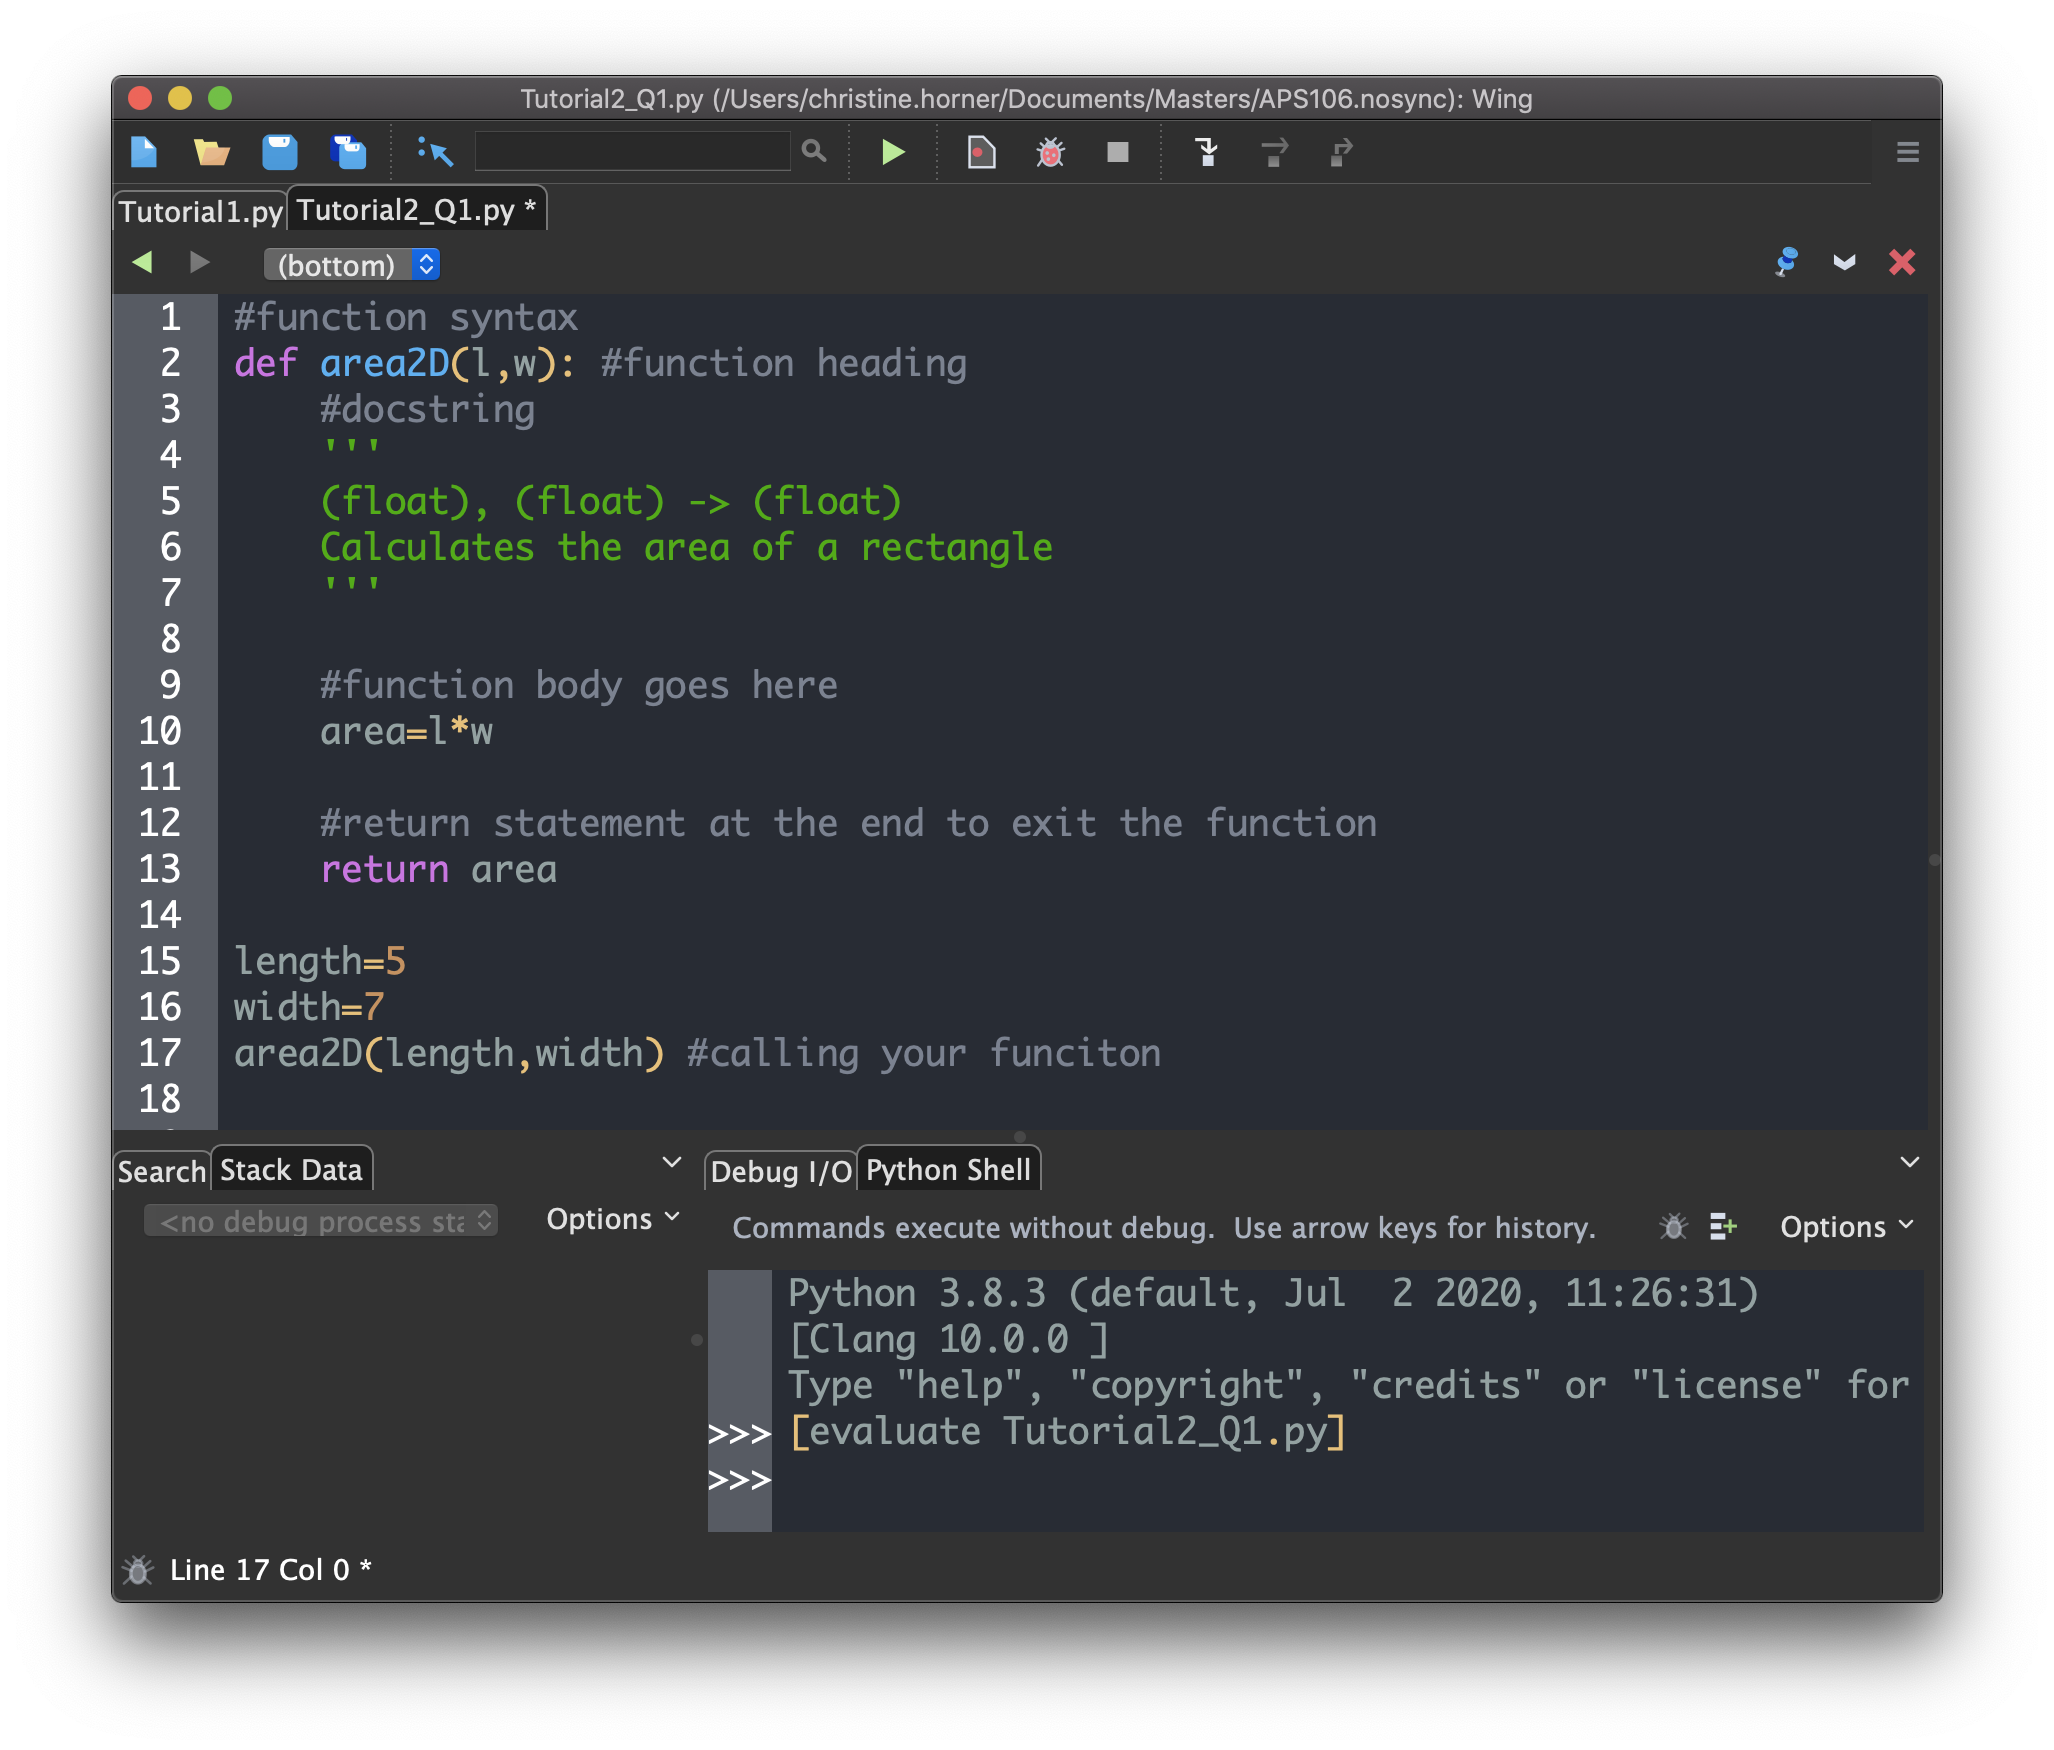 Tutorial2_Q1.py (/Users/christine.horner/Documents/Masters/APS106.nosync): Wing
Tutorial1.py Tutorial2_Q1.py *
(bottom)
1 #function syntax
2 def area2D(l,w): #function heading
3     #docstring
4     '''
5     (float), (float) -> (float)
6     Calculates the area of a rectangle
7     '''
8
9     #function body goes here
10     area=l*w
11
12     #return statement at the end to exit the function
13     return area
14
15 length=5
16 width=7
17 area2D(length,width) #calling your funciton
18
Search Stack Data
<no debug process sta
Options
Debug I/O Python Shell
Commands execute without debug.  Use arrow keys for history.
Options
Python 3.8.3 (default, Jul  2 2020, 11:26:31)
[Clang 10.0.0 ]
Type "help", "copyright", "credits" or "license" for
>>> [evaluate Tutorial2_Q1.py]
>>>
Line 17 Col 0 *